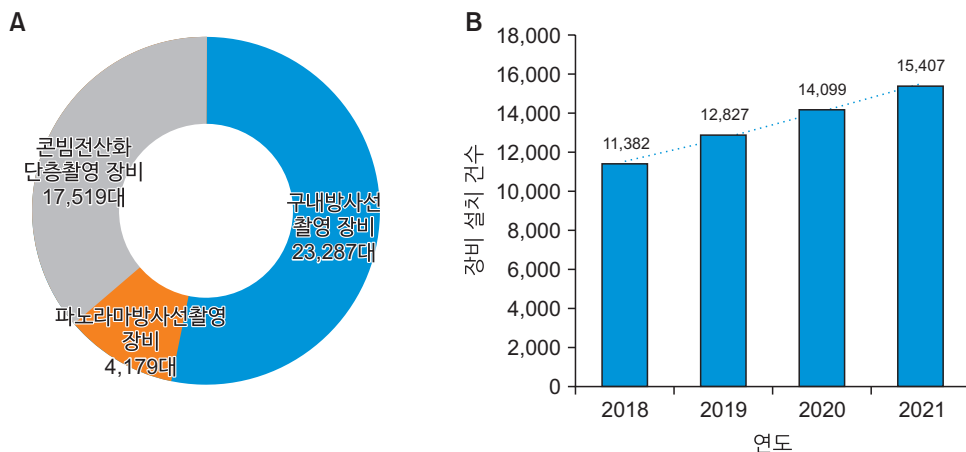 A
콘빔전산화
단층촬영 장비
17,519대
구내방사선
촬영 장비
23,287대
파노라마방사선촬영
장비
4,179대
B
장비 설치 건수
18,000
16,000
14,000
12,000
10,000
8,000
6,000
4,000
2,000
0
11,382
12,827
14,099
15,407
2018
2019
2020
2021
연도